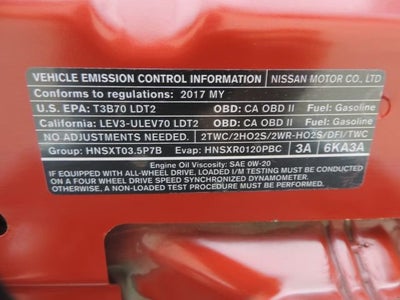 VEHICLE EMISSION CONTROL INFORMATION NISSAN MOTOR CO., LTD
Conforms to regulations: 2017 MY
U.S. EPA: T3B70 LDT2 OBD: CA OBD II Fuel: Gasoline
California: LEV3-ULEV70 LDT2 OBD: CA OBD II Fuel: Gasoline
NO ADJUSTMENTS NEEDED. 2TWC/2HO2S/2WR-HO2S/DFI/TWC
Group: HNSXT03.5P7B Evap: HNSXR0120PBC 3A 6KA3A
Engine Oil Viscosity: SAE 0W-20
IF EQUIPPED WITH ALL-WHEEL DRIVE, LOADED I/M TESTING MUST BE
CONDUCTED WITH FOUR WHEEL SPEED SYNCHRONIZED DYNAMOMETER.
THIS, A NON-LOADED TEST PROCEDURE MUST BE PERFORMED.